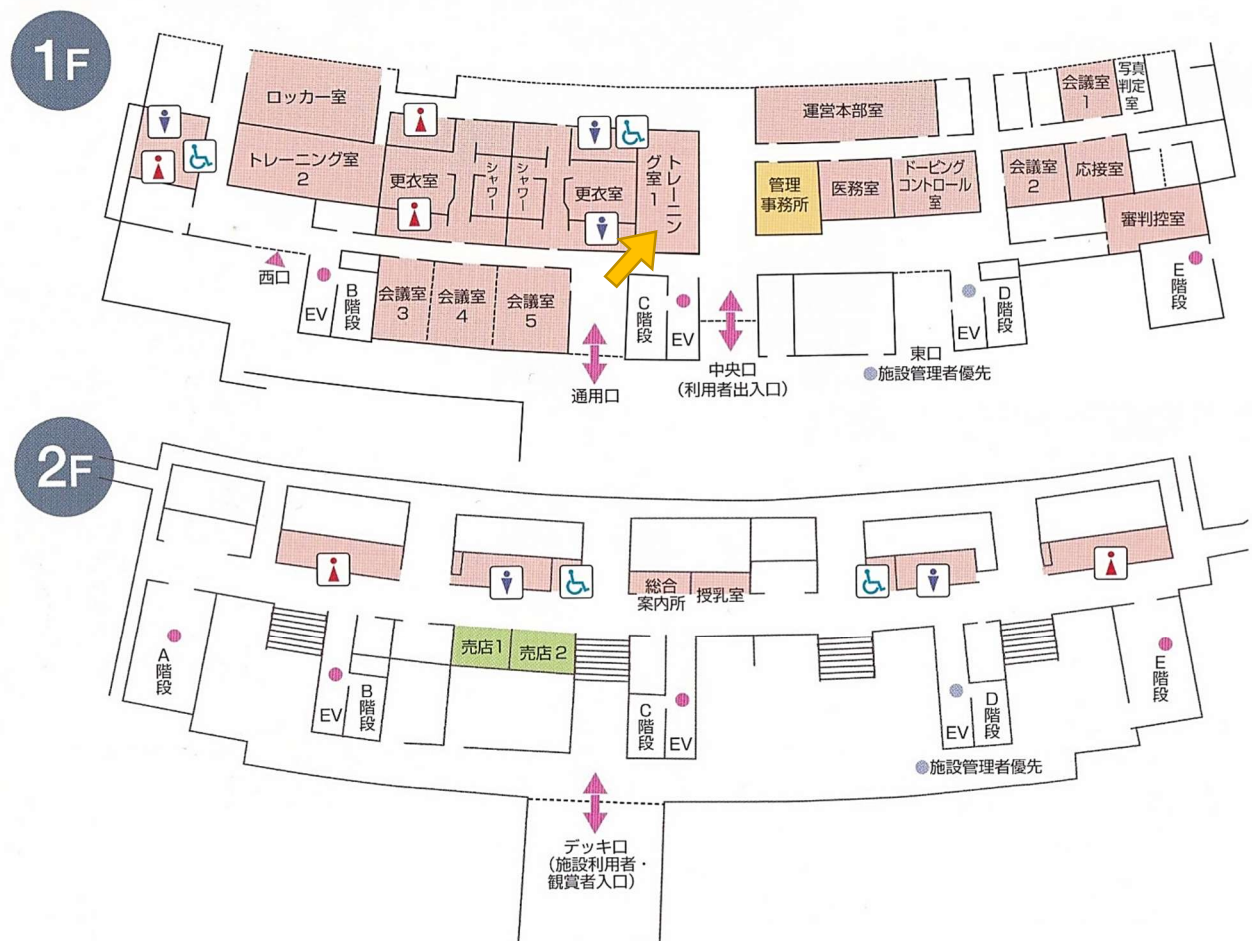 1F
ロッカー室
トレーニング室
2
更衣室
シャワー
シャワー
更衣室
トレーニン
グ室1
運営本部室
管理
事務所
医務室
ドーピング
コントロール
室
会議室
1
写真
判定
室
会議室
2
応接室
審判控室
西口
EV
B
階段
会議室
3
会議室
4
会議室
5
通用口
C
階段
EV
中央口
(利用者出入口)
東口
施設管理者優先
EV
D
階段
E
階段
2F
総合
案内所
授乳室
売店1
売店2
A
階段
EV
B
階段
C
階段
EV
EV
D
階段
E
階段
施設管理者優先
デッキ口
(施設利用者・
観賞者入口)